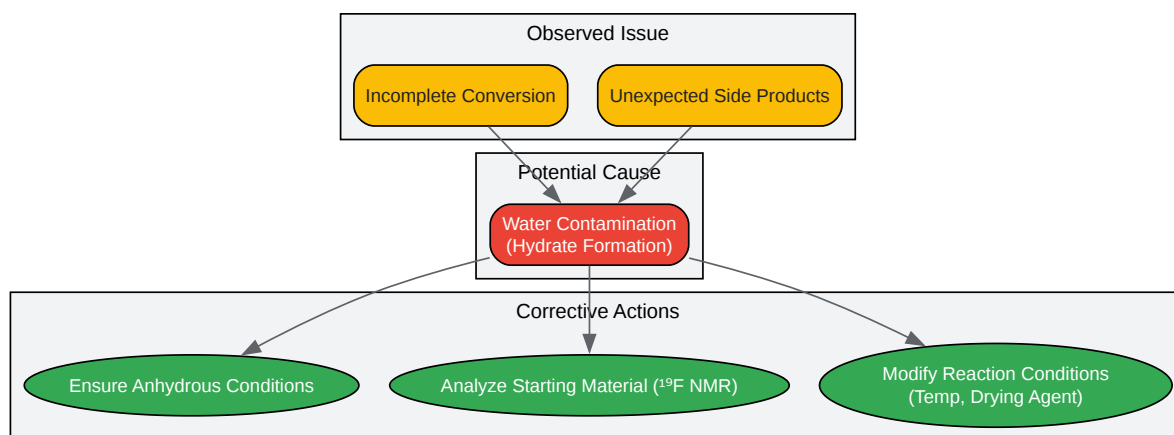 Observed Issue
Incomplete Conversion
Unexpected Side Products
Potential Cause
Water Contamination
(Hydrate Formation)
Corrective Actions
Ensure Anhydrous Conditions
Analyze Starting Material (¹⁹F NMR)
Modify Reaction Conditions
(Temp, Drying Agent)